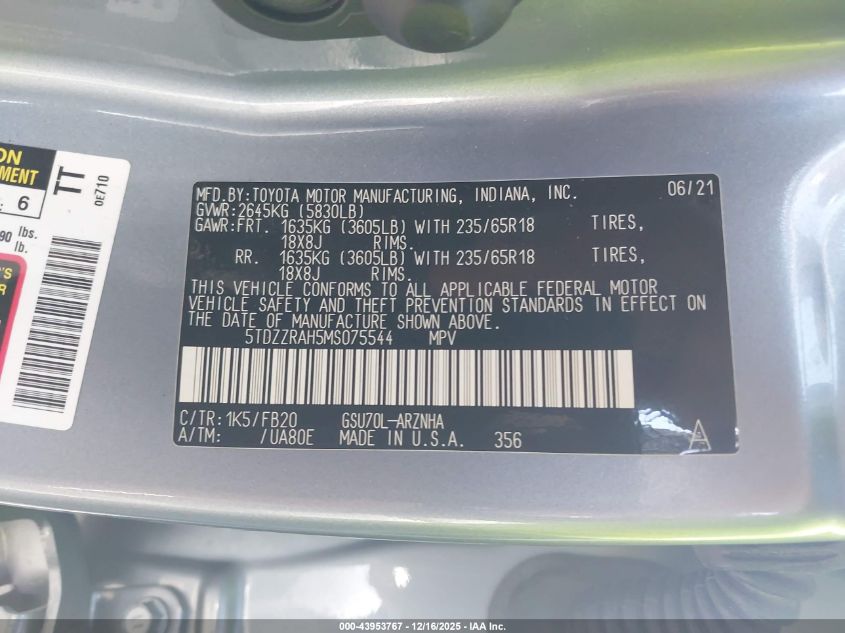 ON
MENT
: 6
90 lbs.
lb.
'S
R
TT
0E710
MFD.BY:TOYOTA MOTOR MANUFACTURING, INDIANA, INC. 06/21
GVWR:2645KG (5830LB)
GAWR:FRT. 1635KG (3605LB) WITH 235/65R18 TIRES,
18X8J RIMS.
RR. 1635KG (3605LB) WITH 235/65R18 TIRES,
18X8J RIMS.
THIS VEHICLE CONFORMS TO ALL APPLICABLE FEDERAL MOTOR
VEHICLE SAFETY AND THEFT PREVENTION STANDARDS IN EFFECT ON
THE DATE OF MANUFACTURE SHOWN ABOVE.
5TDZZRAH5MS075544 MPV
C/TR:1K5/FB20 GSU70L-ARZNHA
A/TM: /UA80E MADE IN U.S.A. 356 A
000-43953767 - 12/16/2025 - IAA Inc.